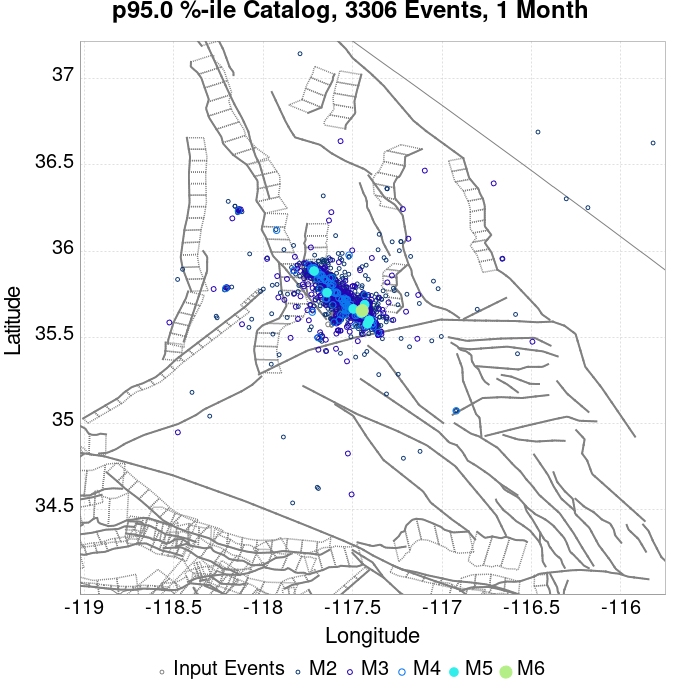 p95.0 %-ile Catalog, 3306 Events, 1 Month
37
36.5
36
35.5
35
34.5
Latitude
-119 -118.5 -118 -117.5 -117 -116.5 -116
Longitude
Input Events M2 M3 M4 M5 M6